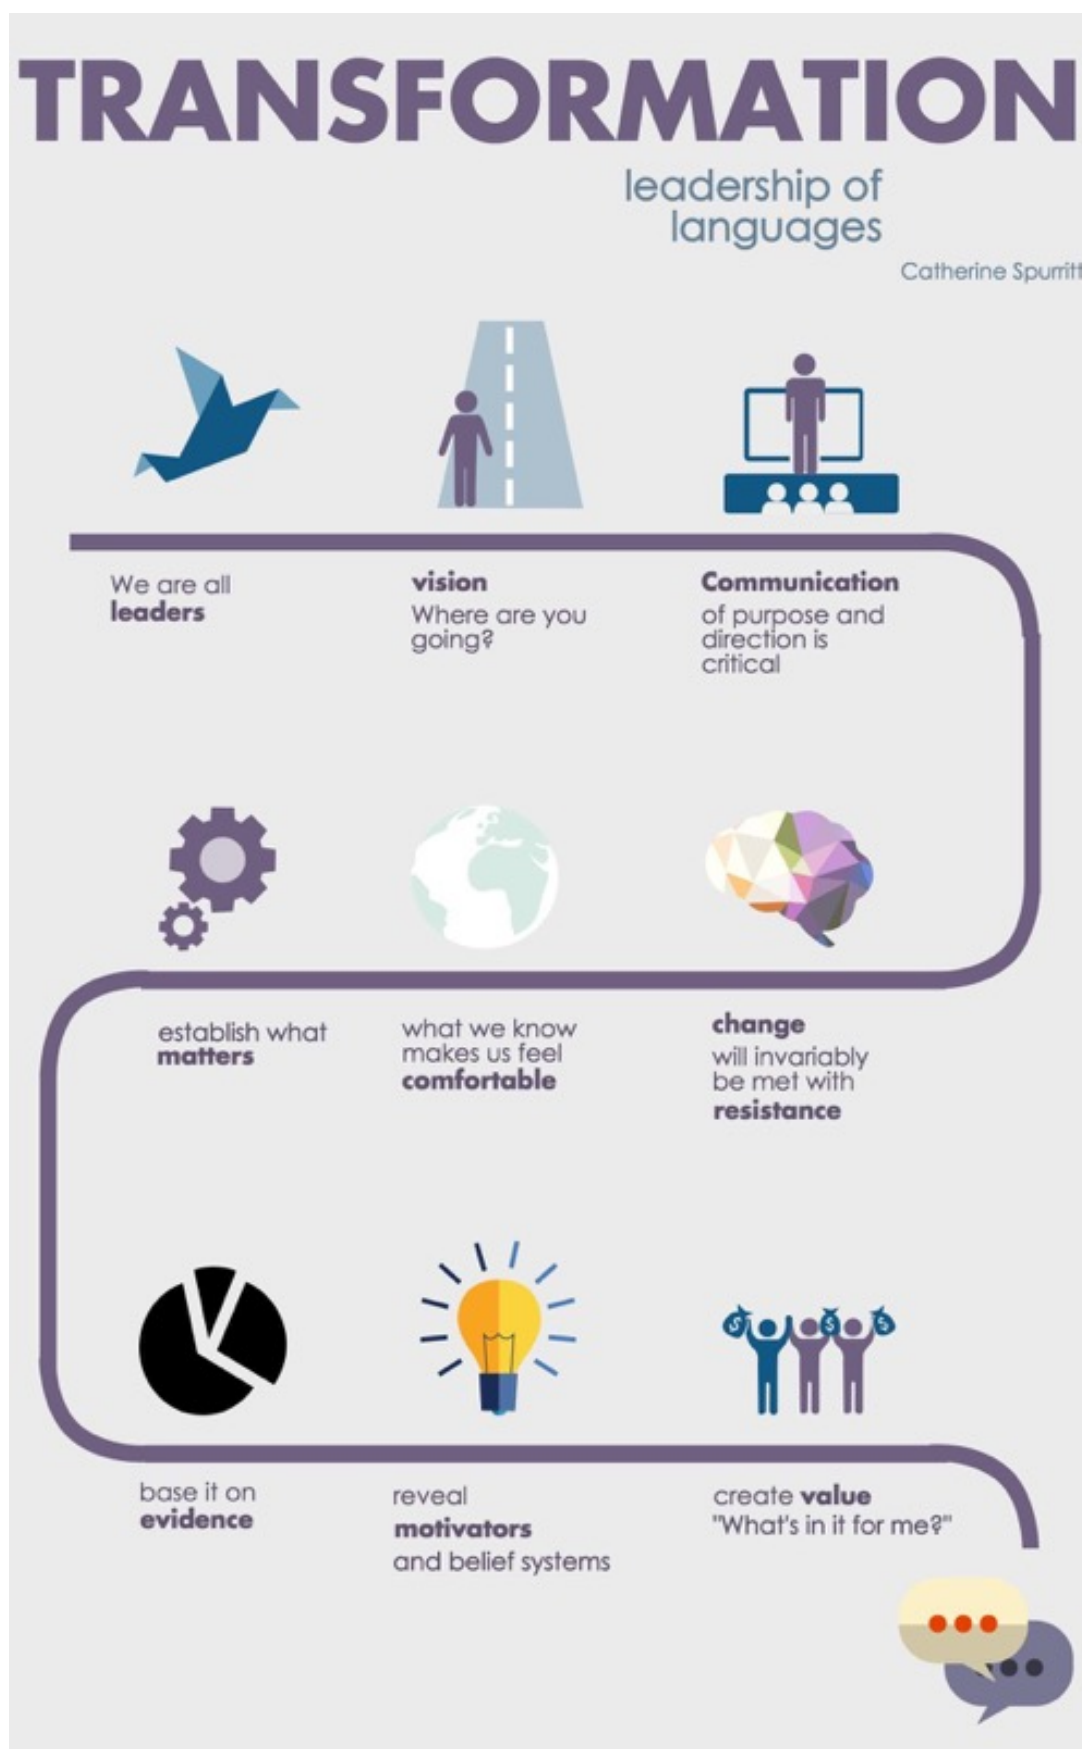 TRANSFORMATION
leadership of
languages
Catherine Spurritt
We are all
leaders
vision
Where are you
going?
Communication
of purpose and
direction is
critical
establish what
matters
what we know
makes us feel
comfortable
change
will invariably
be met with
resistance
base it on
evidence
reveal
motivators
and belief systems
create value
"What's in it for me?"